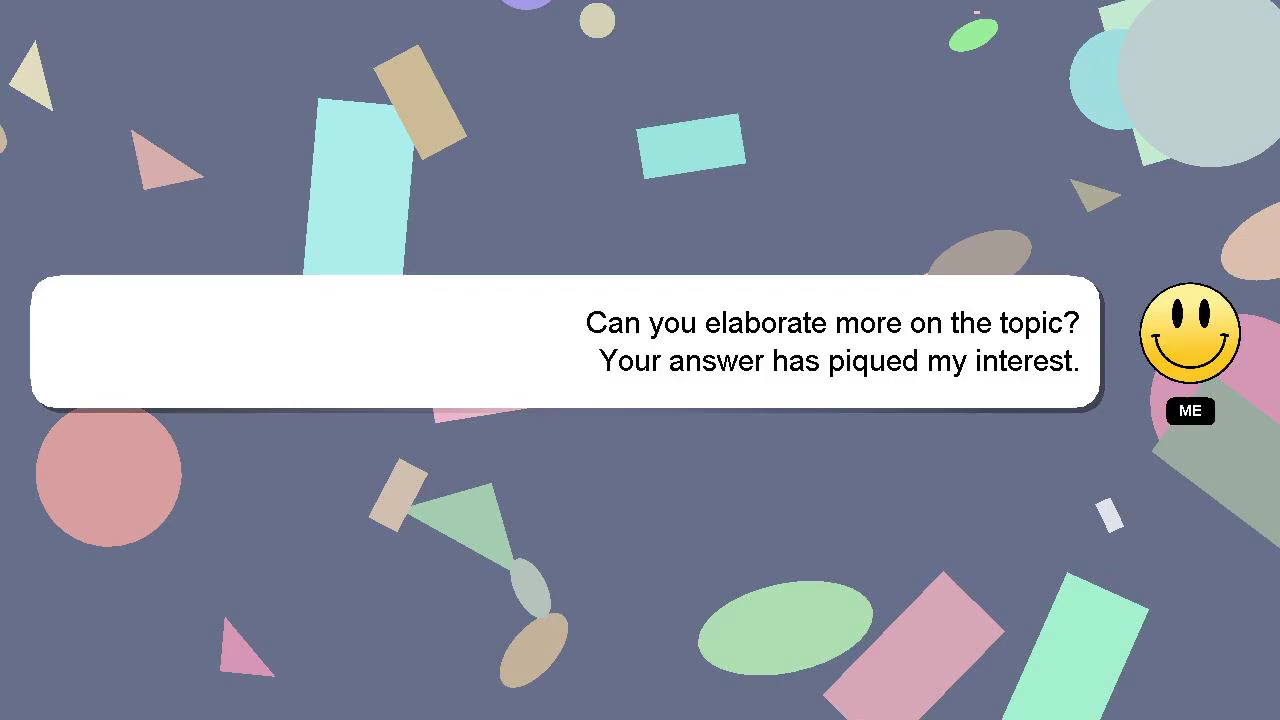 Can you elaborate more on the topic?
Your answer has piqued my interest.
ME